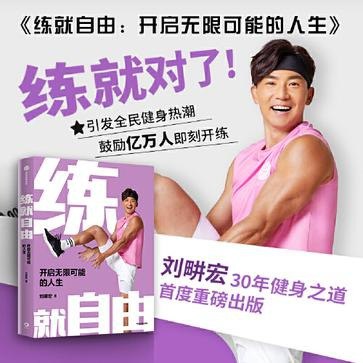 《练就自由：开启无限可能的人生》
练就对了！
★引发全民健身热潮
鼓励亿万人即刻开练
练
就
自由
开启无限可能
的人生
刘畊宏 著
刘畊宏 30年健身之道
首度重磅出版